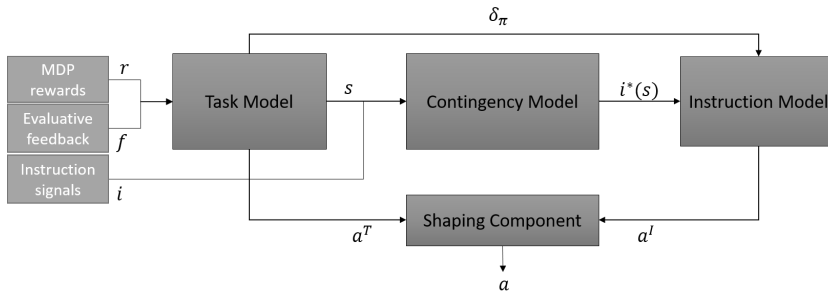 δπ
MDP
rewards
r
Task Model
s
Contingency Model
i*(s)
Instruction Model
Evaluative
feedback
f
Instruction
signals
i
Shaping Component
aT
aI
a